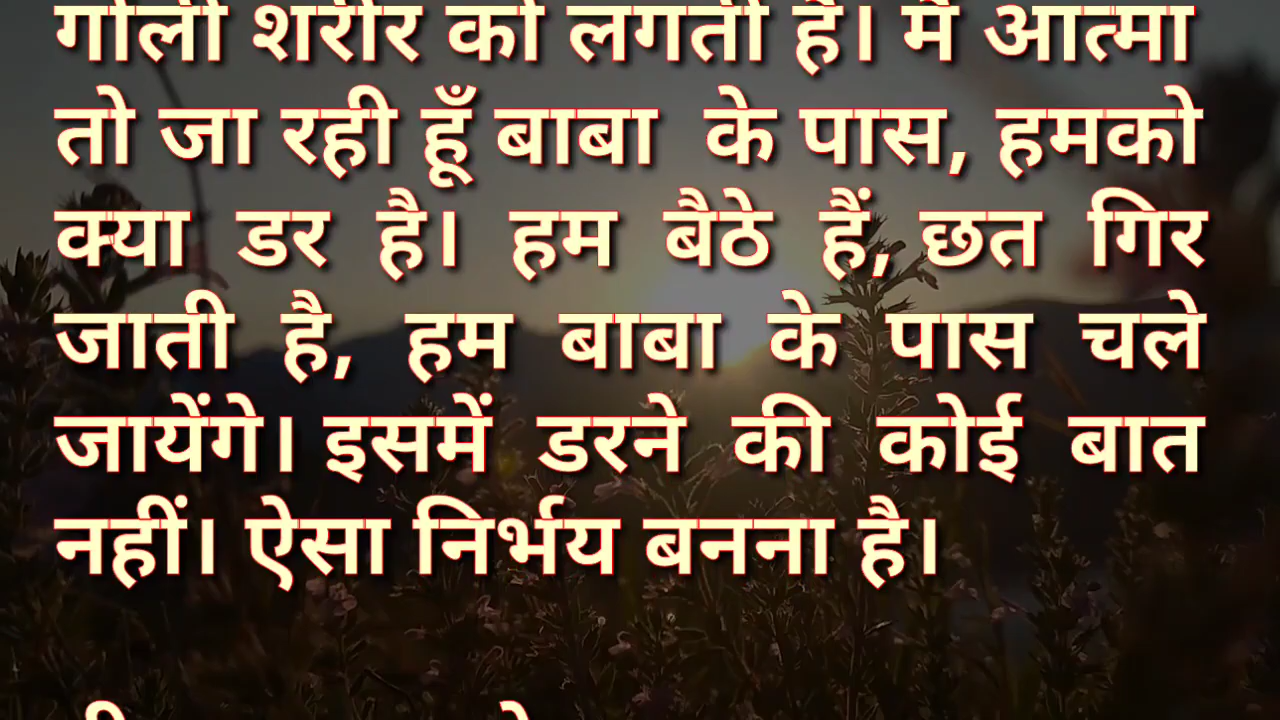 गोली शरीर को लगती है। मैं आत्मा
तो जा रही हूँ बाबा के पास, हमको
क्या डर है। हम बैठे हैं, छत गिर
जाती है, हम बाबा के पास चले
जायेंगे। इसमें डरने की कोई बात
नहीं। ऐसा निर्भय बनना है।